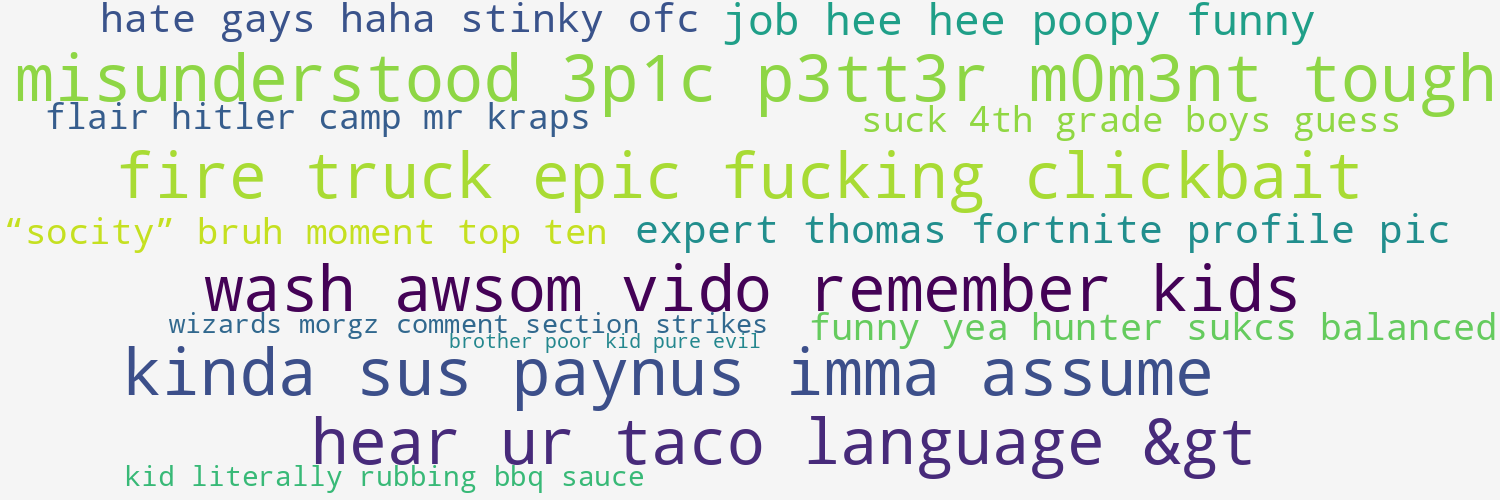 hate gays haha stinky ofc
job hee hee poopy funny
misunderstood 3p1c p3tt3r m0m3nt tough
flair hitler camp mr kraps
suck 4th grade boys guess
fire truck epic fucking clickbait
“socity” bruh moment top ten
expert thomas fortnite profile pic
wash awsom vido remember kids
wizards morgz comment section strikes
funny yea hunter sukcs balanced
brother poor kid pure evil
kinda sus paynus imma assume
hear ur taco language &gt
kid literally rubbing bbq sauce